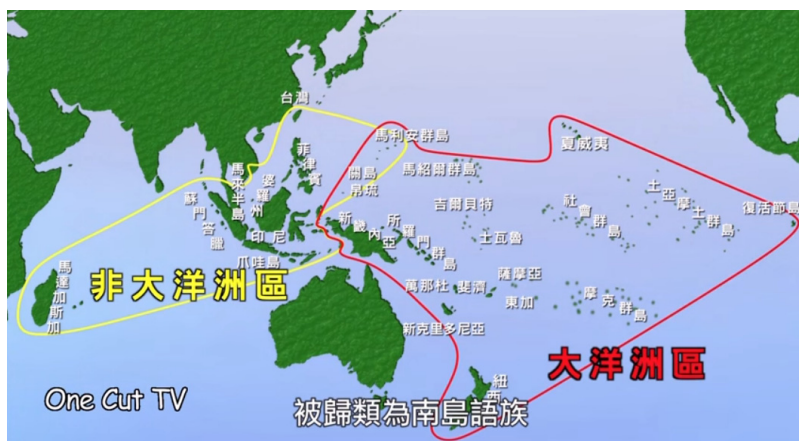 台灣
馬利安群島
夏威夷
菲律賓
關島
帛琉
馬紹爾群島
馬來半島
婆羅州
蘇門答臘
印尼
爪哇島
新畿內亞
所羅門群島
吉爾貝特
土瓦魯
社會群島
土亞摩土群島
復活節島
馬達加斯加
非大洋洲區
萬那杜
斐濟
薩摩亞
東加
摩克群島
新克里多尼亞
大洋洲區
紐西
One Cut TV
被歸類為南島語族